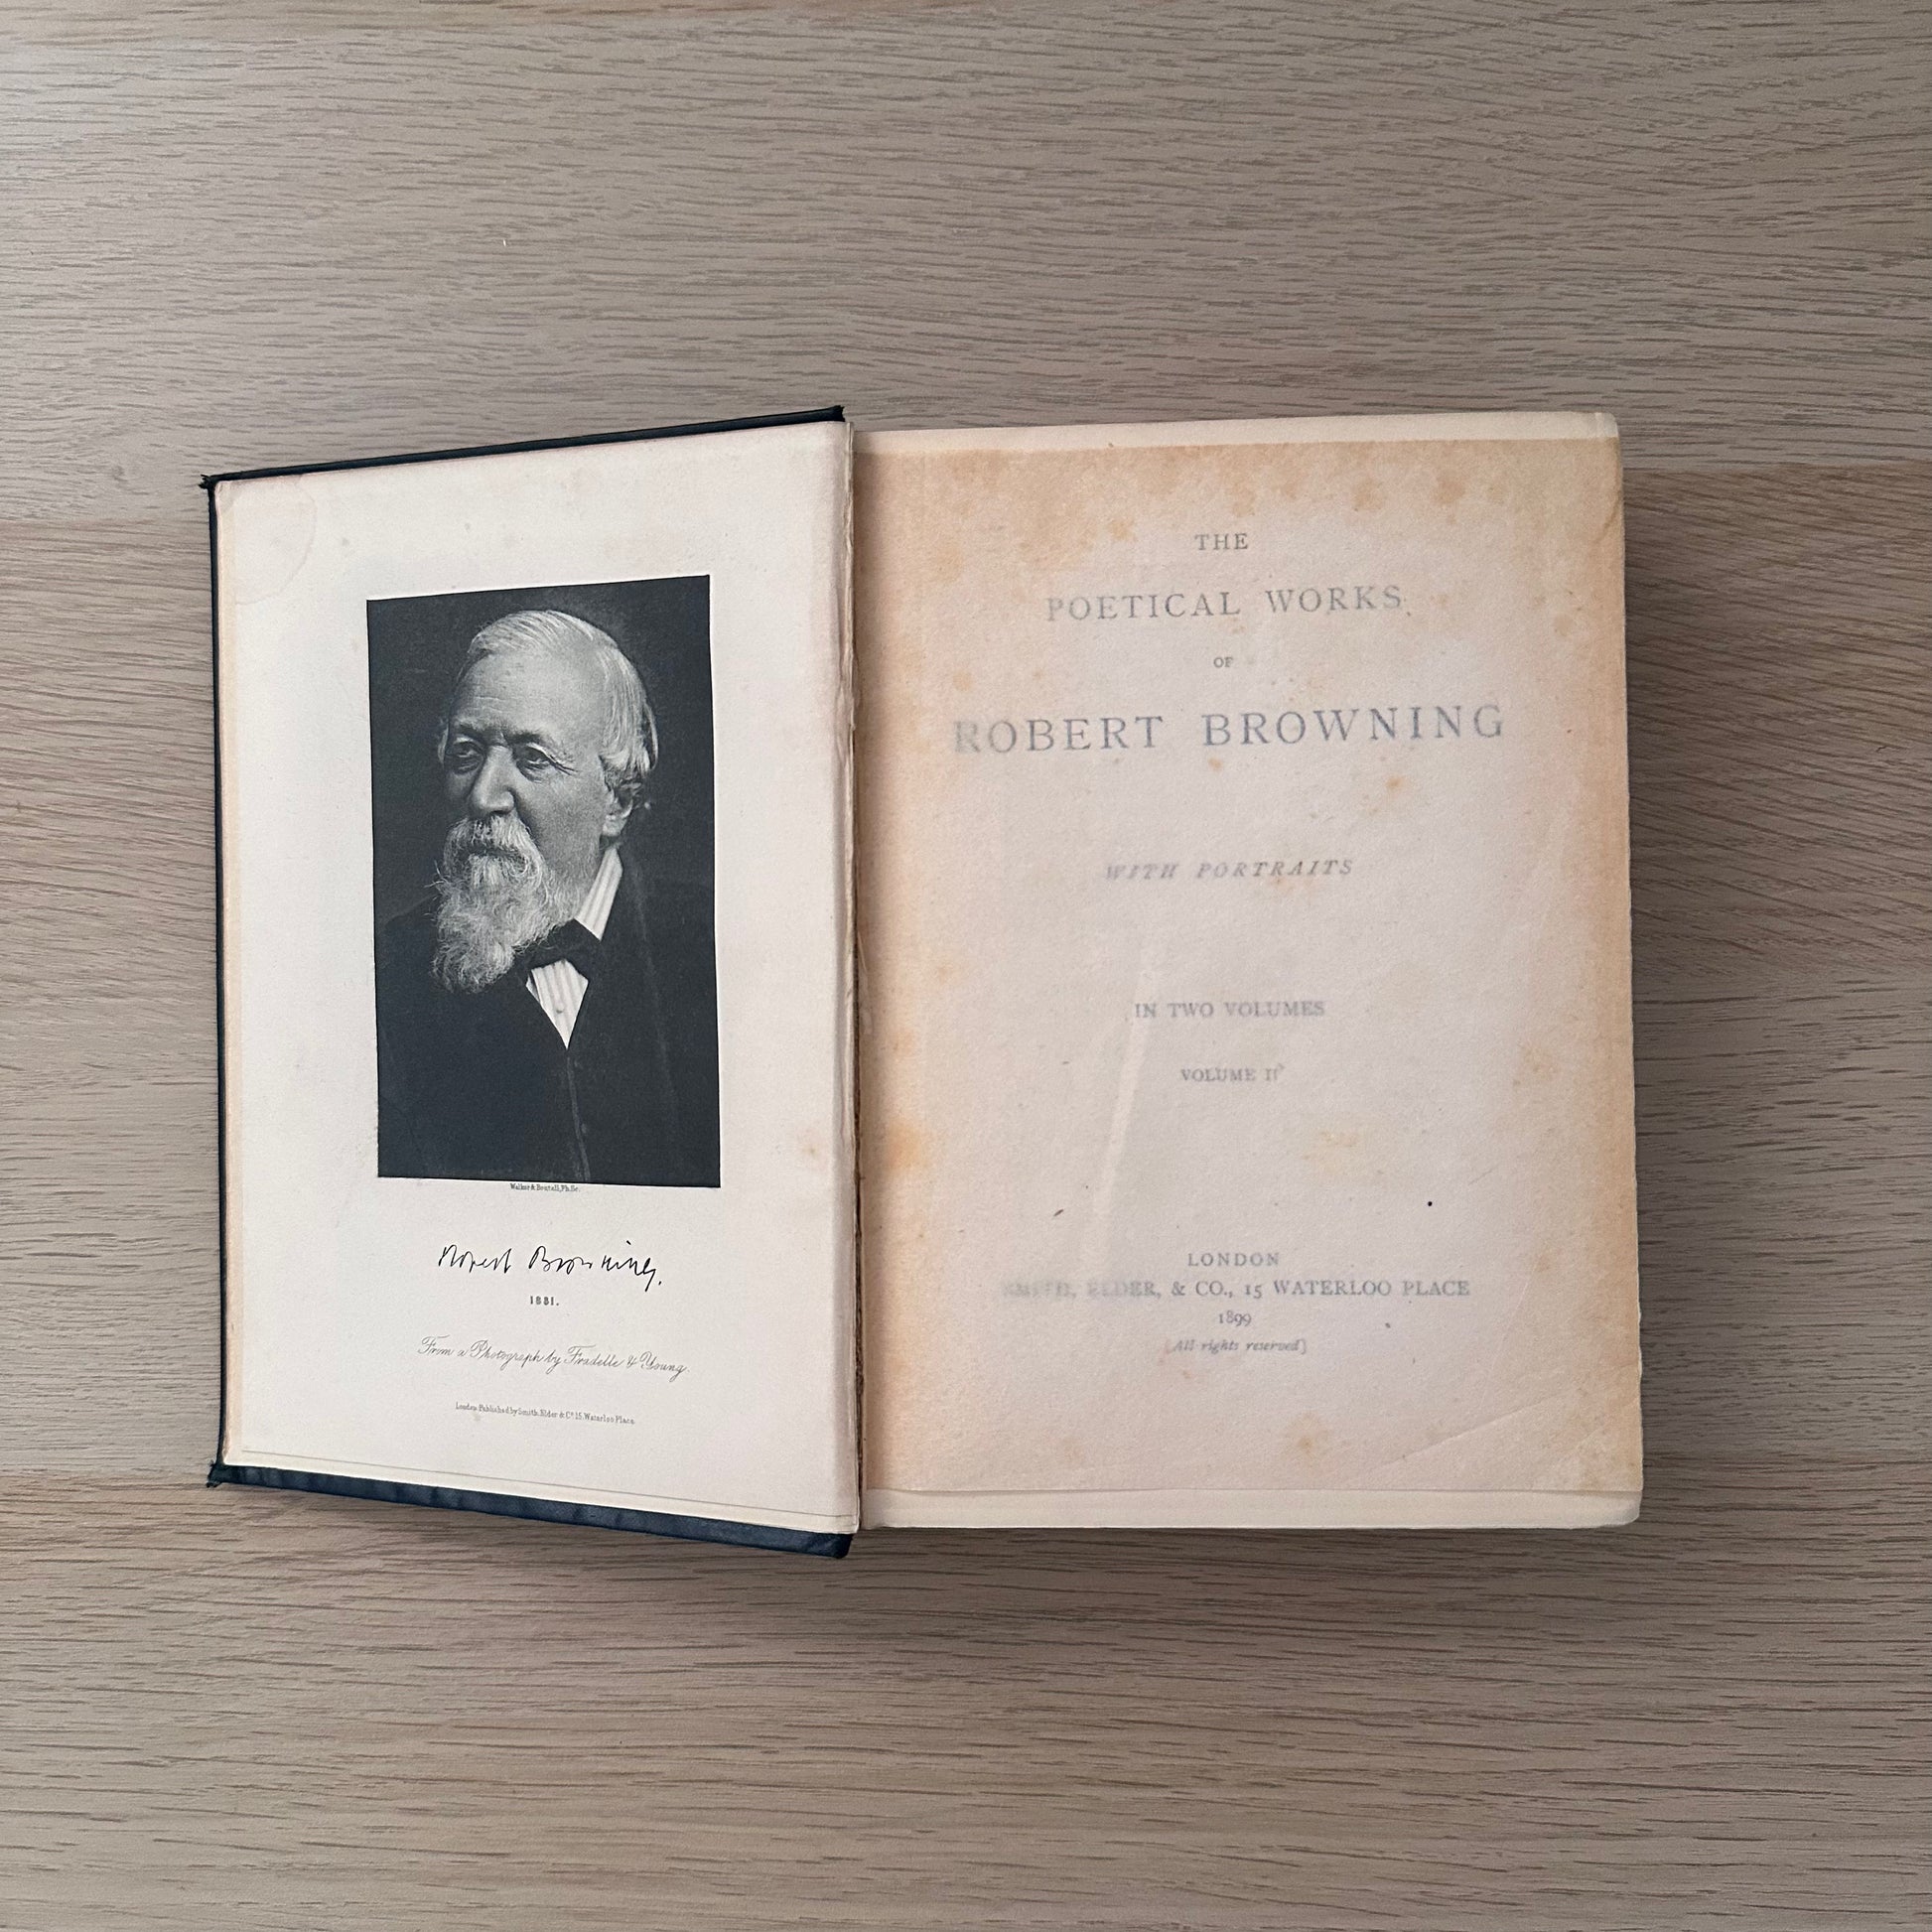 Walker & Boutall, Ph. Sc.
Robert Browning.
1881.
From a Photograph by Fradelle & Young.
London Published by Smith, Elder & Co. 15, Waterloo Place.
THE
POETICAL WORKS
OF
ROBERT BROWNING
WITH PORTRAITS
IN TWO VOLUMES
VOLUME II
LONDON
SMITH, ELDER, & CO., 15 WATERLOO PLACE
1899
[All rights reserved]